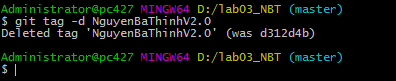 Administrator@pc427 MINGW64 D:/lab03_NBT (master)
$ git tag -d NguyenBaThinhV2.0
Deleted tag 'NguyenBaThinhV2.0' (was d312d4b)
Administrator@pc427 MINGW64 D:/lab03_NBT (master)
$